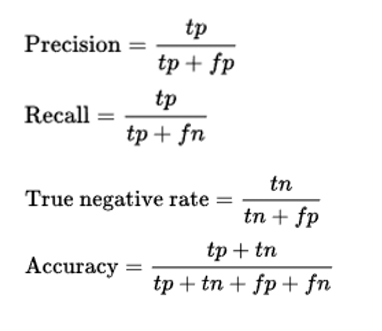 Precision = tp / tp + fp
Recall = tp / tp + fn
True negative rate = tn / tn + fp
Accuracy = tp + tn / tp + tn + fp + fn